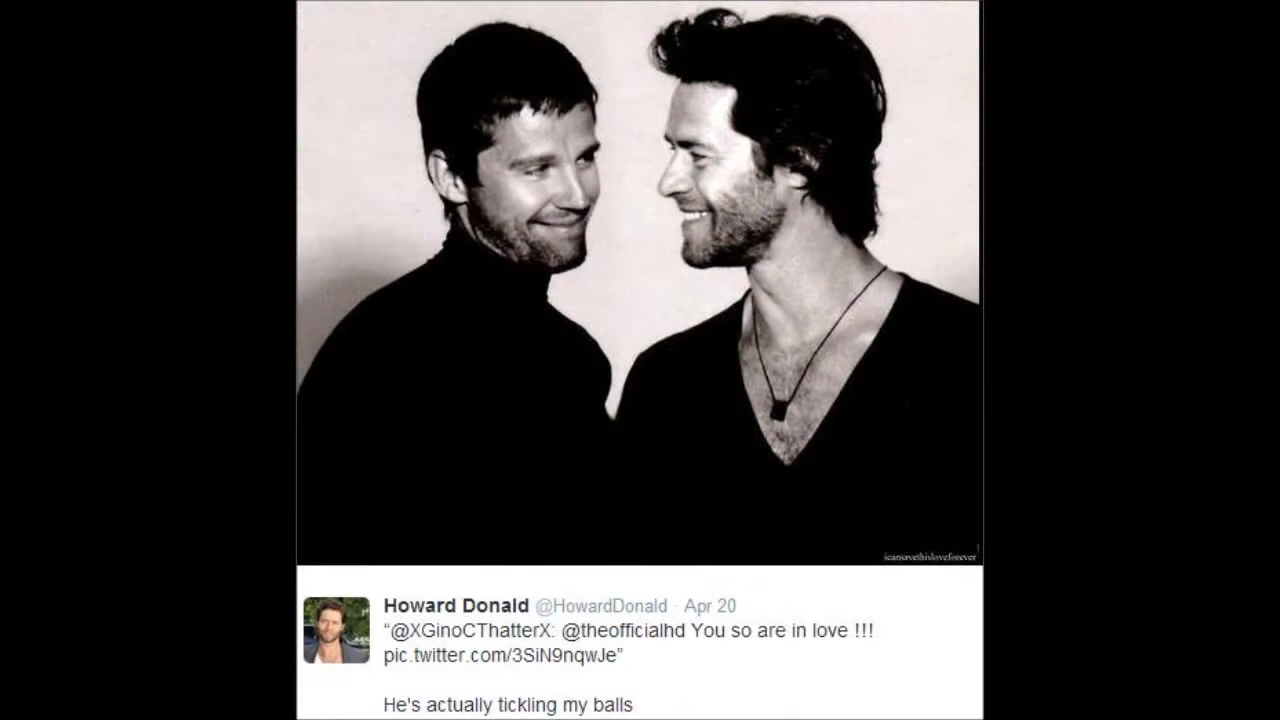 icansavethisloveforever
Howard Donald @HowardDonald · Apr 20
“@XGinoCThatterX: @theofficialhd You so are in love !!!
pic.twitter.com/3SiN9nqwJe”
He's actually tickling my balls